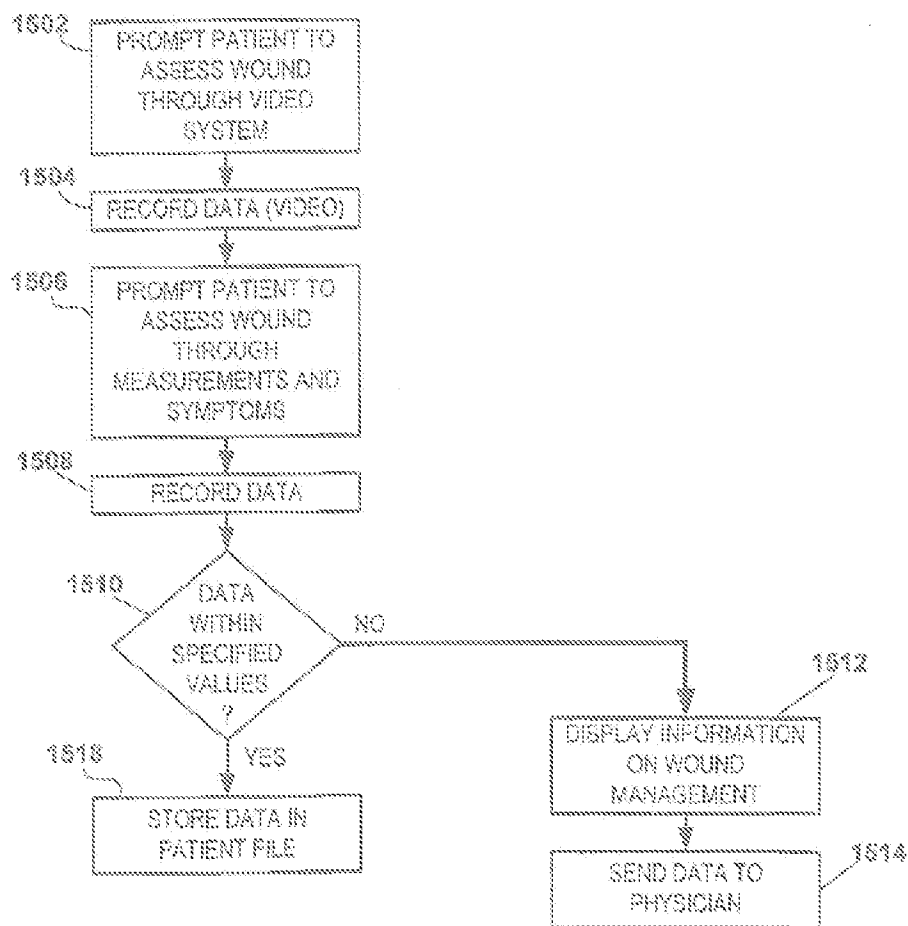 1502
PROMPT PATIENT TO
ASSESS WOUND
THROUGH VIDEO
SYSTEM
1504
RECORD DATA (VIDEO)
1506
PROMPT PATIENT TO
ASSESS WOUND
THROUGH
MEASUREMENTS AND
SYMPTOMS
1508
RECORD DATA
1510
DATA
WITHIN
SPECIFIED
VALUES
?
NO
YES
1512
DISPLAY INFORMATION
ON WOUND
MANAGEMENT
1514
SEND DATA TO
PHYSICIAN
1516
STORE DATA IN
PATIENT FILE